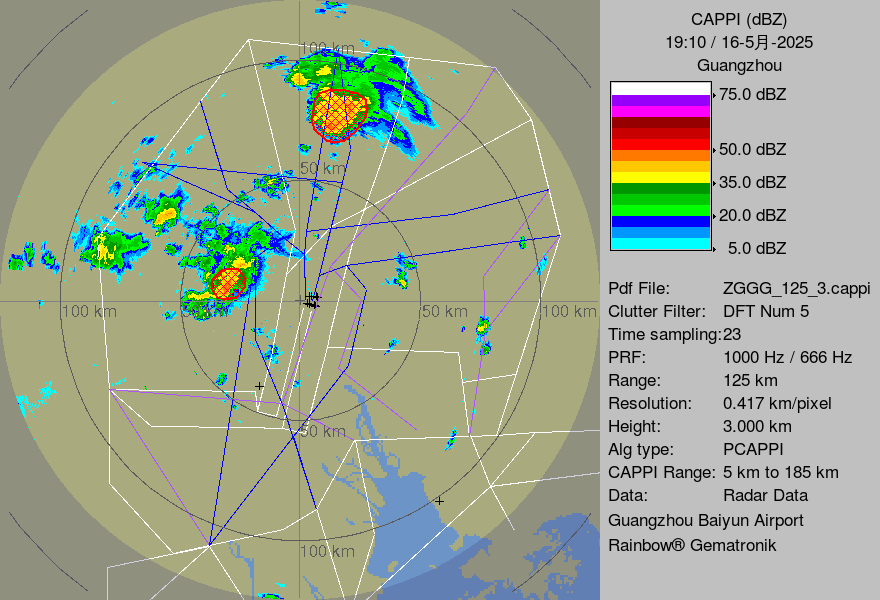 CAPPI (dBZ)
19:10 / 16-5月-2025
Guangzhou
75.0 dBZ
50.0 dBZ
35.0 dBZ
20.0 dBZ
5.0 dBZ
Pdf File: ZGGG_125_3.cappi
Clutter Filter: DFT Num 5
Time sampling:23
PRF: 1000 Hz / 666 Hz
Range: 125 km
Resolution: 0.417 km/pixel
Height: 3.000 km
Alg type: PCAPPI
CAPPI Range: 5 km to 185 km
Data: Radar Data
Guangzhou Baiyun Airport
Rainbow® Gematronik
100 km
50 km
100 km
50 km
50 km
100 km
50 km
100 km